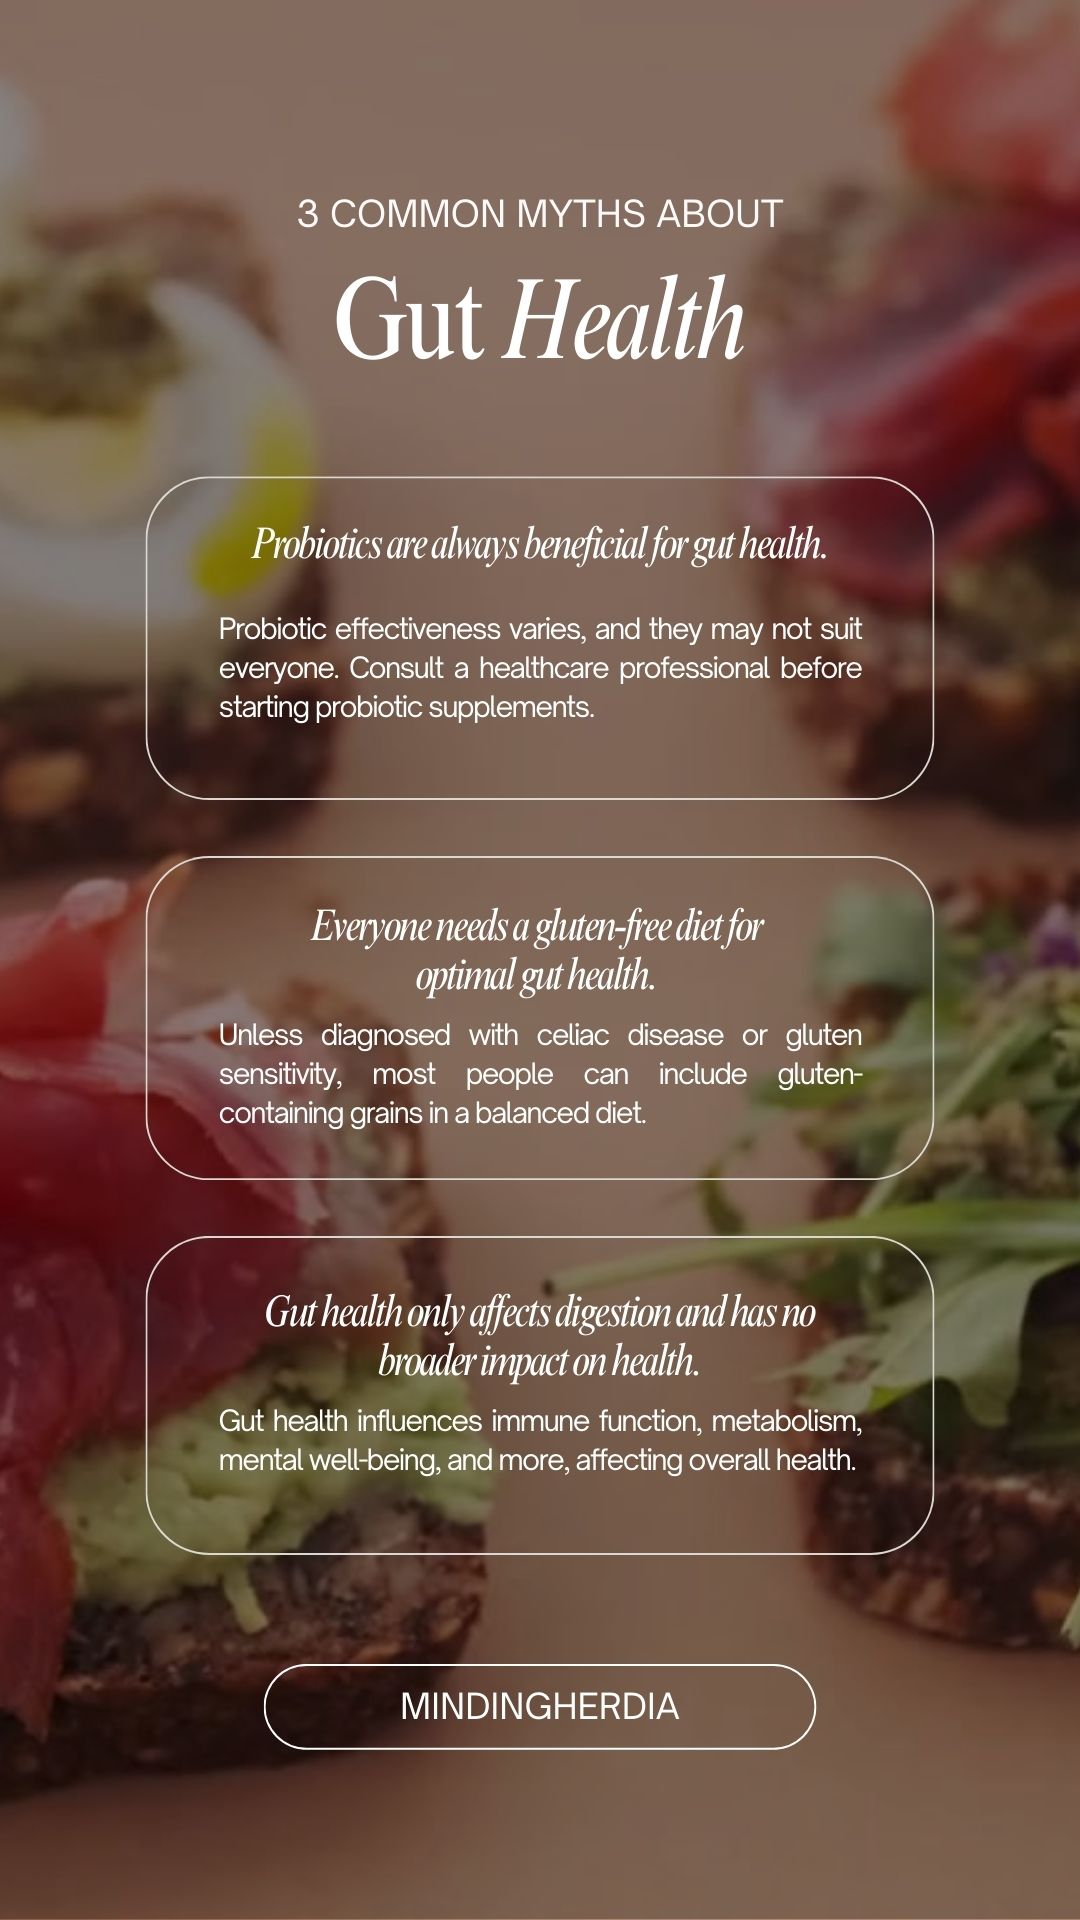 3 COMMON MYTHS ABOUT
Gut Health
Probiotics are always beneficial for gut health.
Probiotic effectiveness varies, and they may not suit
everyone. Consult a healthcare professional before
starting probiotic supplements.
Everyone needs a gluten-free diet for
optimal gut health.
Unless diagnosed with celiac disease or gluten
sensitivity, most people can include gluten-
containing grains in a balanced diet.
Gut health only affects digestion and has no
broader impact on health.
Gut health influences immune function, metabolism,
mental well-being, and more, affecting overall health.
MINDINGHERDIA